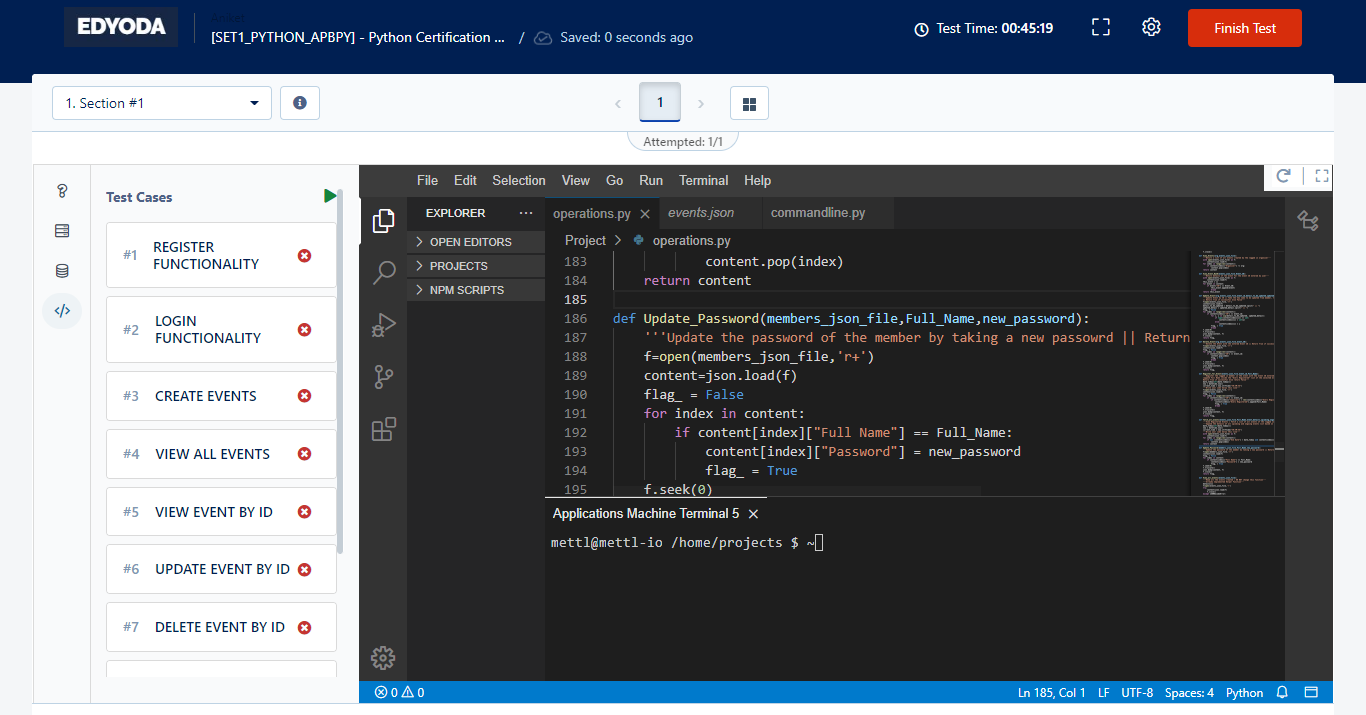 EDYODA
[SET1_PYTHON_APBPY] - Python Certification ... / Saved: 0 seconds ago
Test Time: 00:45:19
Finish Test
1. Section #1
1
Attempted: 1/1
Test Cases
#1 REGISTER
FUNCTIONALITY
#2 LOGIN
FUNCTIONALITY
#3 CREATE EVENTS
#4 VIEW ALL EVENTS
#5 VIEW EVENT BY ID
#6 UPDATE EVENT BY ID
#7 DELETE EVENT BY ID
File Edit Selection View Go Run Terminal Help
EXPLORER ...
OPEN EDITORS
PROJECTS
NPM SCRIPTS
operations.py events.json commandline.py
Project > operations.py
183 content.pop(index)
184 return content
185
186 def Update_Password(members_json_file,Full_Name,new_password):
187 '''Update the password of the member by taking a new passowrd || Return
188 f=open(members_json_file,'r+')
189 content=json.load(f)
190 flag_ = False
191 for index in content:
192 if content[index]["Full Name"] == Full_Name:
193 content[index]["Password"] = new_password
194 flag_ = True
195 f.seek(0)
Applications Machine Terminal 5
mettl@mettl-io /home/projects $ ~
0 0
Ln 185, Col 1 LF UTF-8 Spaces: 4 Python